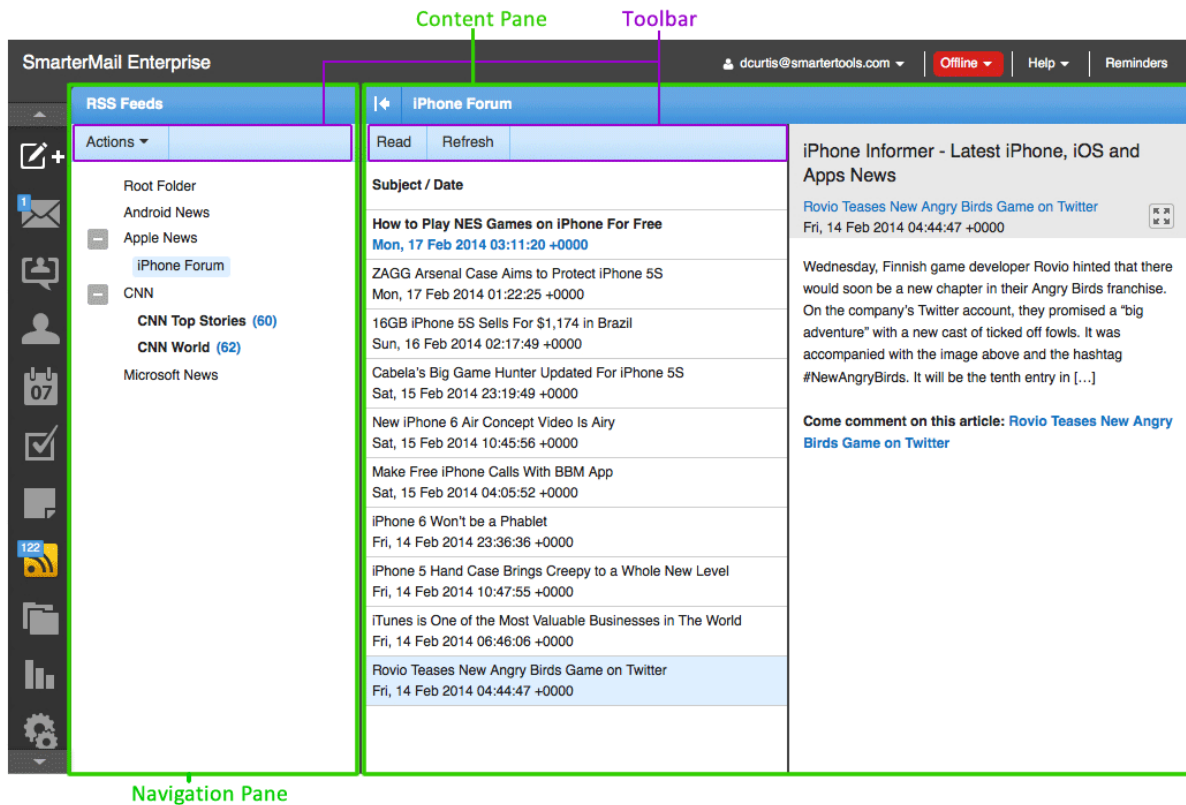 Content Pane
Toolbar
SmarterMail Enterprise
dcurtis@smartertools.com
Offline
Help
Reminders
RSS Feeds
iPhone Forum
Actions
Read
Refresh
1
07
122
Root Folder
Android News
Apple News
iPhone Forum
CNN
CNN Top Stories (60)
CNN World (62)
Microsoft News
Subject / Date
How to Play NES Games on iPhone For Free
Mon, 17 Feb 2014 03:11:20 +0000
ZAGG Arsenal Case Aims to Protect iPhone 5S
Mon, 17 Feb 2014 01:22:25 +0000
16GB iPhone 5S Sells For $1,174 in Brazil
Sun, 16 Feb 2014 02:17:49 +0000
Cabela's Big Game Hunter Updated For iPhone 5S
Sat, 15 Feb 2014 23:19:49 +0000
New iPhone 6 Air Concept Video Is Airy
Sat, 15 Feb 2014 10:45:56 +0000
Make Free iPhone Calls With BBM App
Sat, 15 Feb 2014 04:05:52 +0000
iPhone 6 Won't be a Phablet
Fri, 14 Feb 2014 23:36:36 +0000
iPhone 5 Hand Case Brings Creepy to a Whole New Level
Fri, 14 Feb 2014 10:47:55 +0000
iTunes is One of the Most Valuable Businesses in The World
Fri, 14 Feb 2014 06:46:06 +0000
Rovio Teases New Angry Birds Game on Twitter
Fri, 14 Feb 2014 04:44:47 +0000
iPhone Informer - Latest iPhone, iOS and
Apps News
Rovio Teases New Angry Birds Game on Twitter
Fri, 14 Feb 2014 04:44:47 +0000
Wednesday, Finnish game developer Rovio hinted that there
would soon be a new chapter in their Angry Birds franchise.
On the company's Twitter account, they promised a “big
adventure” with a new cast of ticked off fowls. It was
accompanied with the image above and the hashtag
#NewAngryBirds. It will be the tenth entry in […]
Come comment on this article: Rovio Teases New Angry
Birds Game on Twitter
Navigation Pane